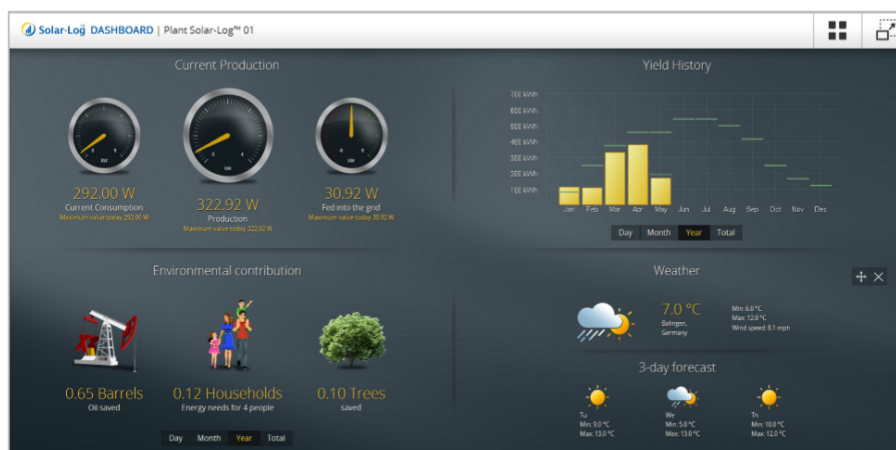 Solar-Log™ DASHBOARD | Plant Solar-Log™ 01
Current Production
292.00 W
Current Consumption
Maximum value today 292.00 W
322.92 W
Production
Maximum value today 322.92 W
30.92 W
Fed into the grid
Maximum value today 30.92 W
kW
kW
kW
Yield History
700 kWh
600 kWh
500 kWh
400 kWh
300 kWh
200 kWh
100 kWh
Jan Feb Mar Apr May Jun Jul Aug Sep Oct Nov Dec
Day Month Year Total
Environmental contribution
0.65 Barrels
Oil saved
0.12 Households
Energy needs for 4 people
0.10 Trees
saved
Day Month Year Total
Weather
7.0 °C
Balingen,
Germany
Min: 6.0 °C
Max: 12.0 °C
Wind speed: 8.1 mph
3-day forecast
Tu
Min: 9.0 °C
Max: 13.0 °C
We
Min: 5.0 °C
Max: 13.0 °C
Th
Min: 10.0 °C
Max: 12.0 °C